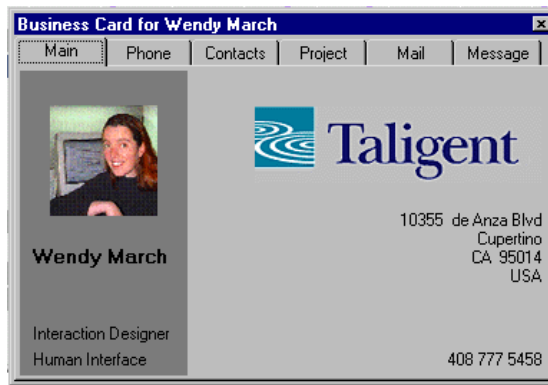 Business Card for Wendy March
Main Phone Contacts Project Mail Message
Taligent
10355 de Anza Blvd
Cupertino
CA 95014
USA
Wendy March
Interaction Designer
Human Interface
408 777 5458